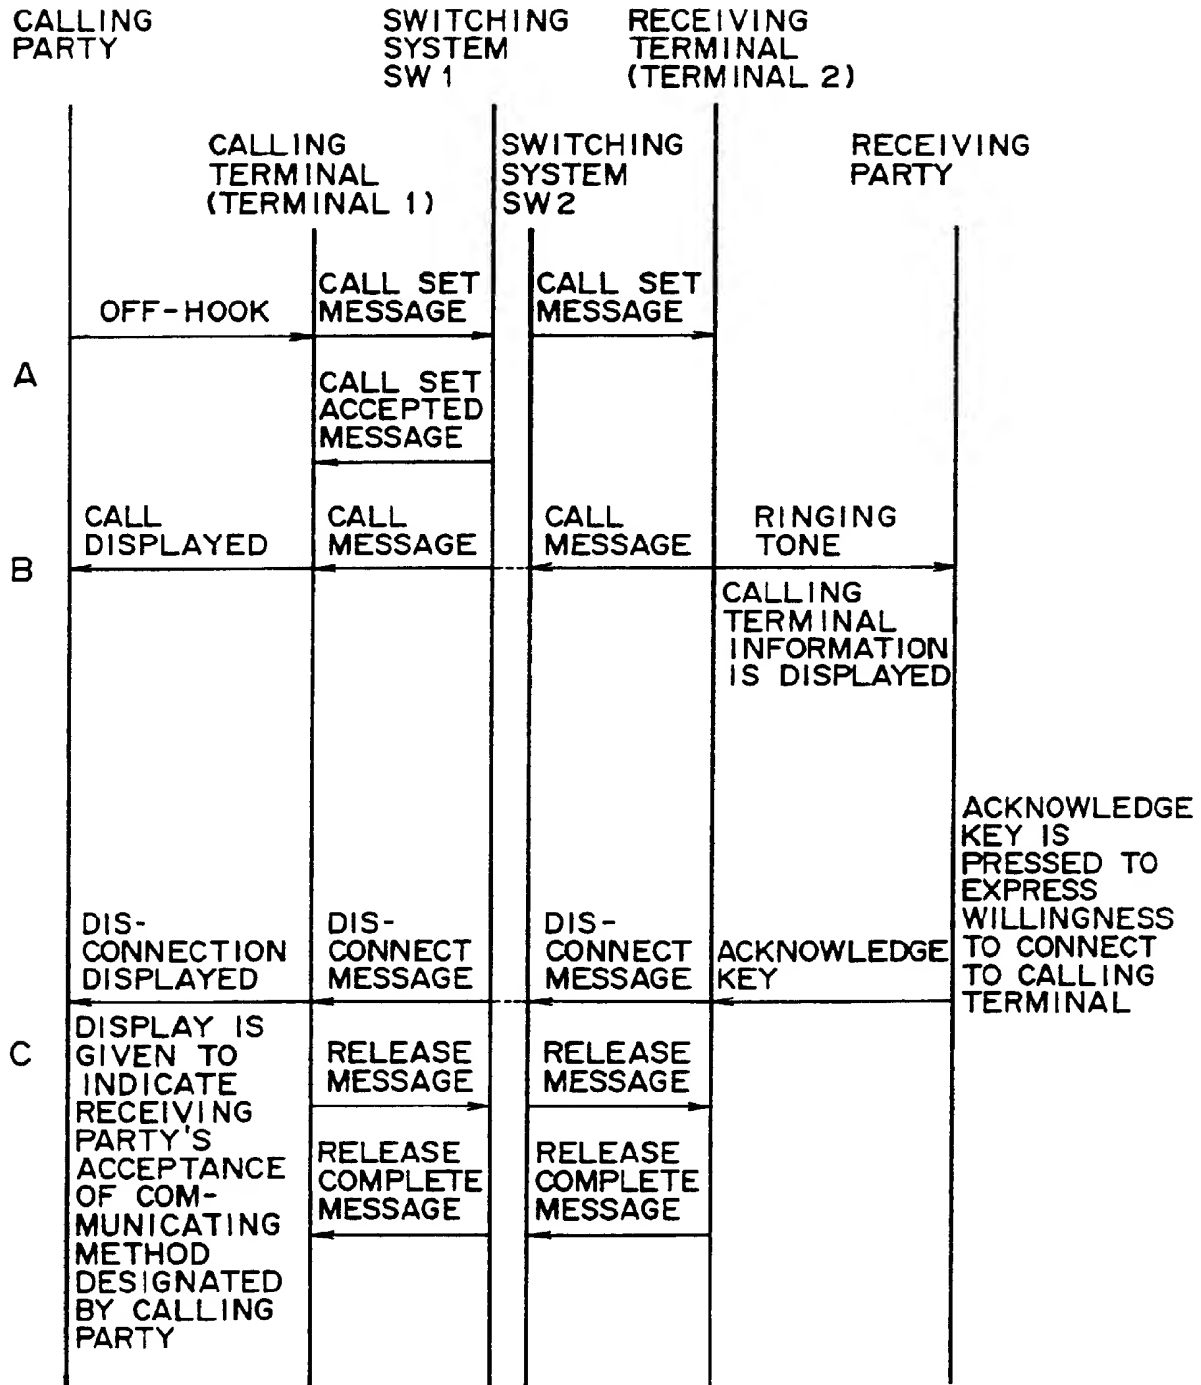 CALLING
PARTY
SWITCHING
SYSTEM
SW 1
RECEIVING
TERMINAL
(TERMINAL 2)
CALLING
TERMINAL
(TERMINAL 1)
SWITCHING
SYSTEM
SW2
RECEIVING
PARTY
OFF-HOOK
CALL SET
MESSAGE
CALL SET
MESSAGE
A
CALL SET
ACCEPTED
MESSAGE
CALL
DISPLAYED
CALL
MESSAGE
CALL
MESSAGE
RINGING
TONE
B
CALLING
TERMINAL
INFORMATION
IS DISPLAYED
ACKNOWLEDGE
KEY IS
PRESSED TO
EXPRESS
WILLINGNESS
TO CONNECT
TO CALLING
TERMINAL
DIS-
CONNECTION
DISPLAYED
DIS-
CONNECT
MESSAGE
DIS-
CONNECT
MESSAGE
ACKNOWLEDGE
KEY
C
DISPLAY IS
GIVEN TO
INDICATE
RECEIVING
PARTY'S
ACCEPTANCE
OF COM-
MUNICATING
METHOD
DESIGNATED
BY CALLING
PARTY
RELEASE
MESSAGE
RELEASE
MESSAGE
RELEASE
COMPLETE
MESSAGE
RELEASE
COMPLETE
MESSAGE